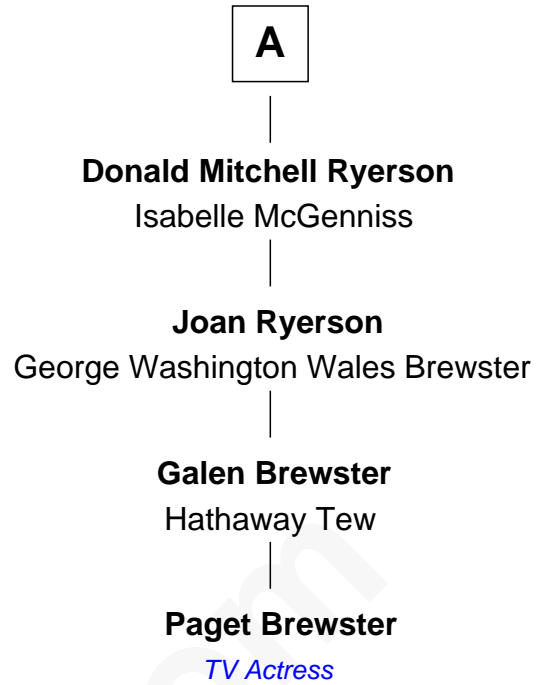 A
Donald Mitchell Ryerson
Isabelle McGenniss
Joan Ryerson
George Washington Wales Brewster
Galen Brewster
Hathaway Tew
Paget Brewster
TV Actress